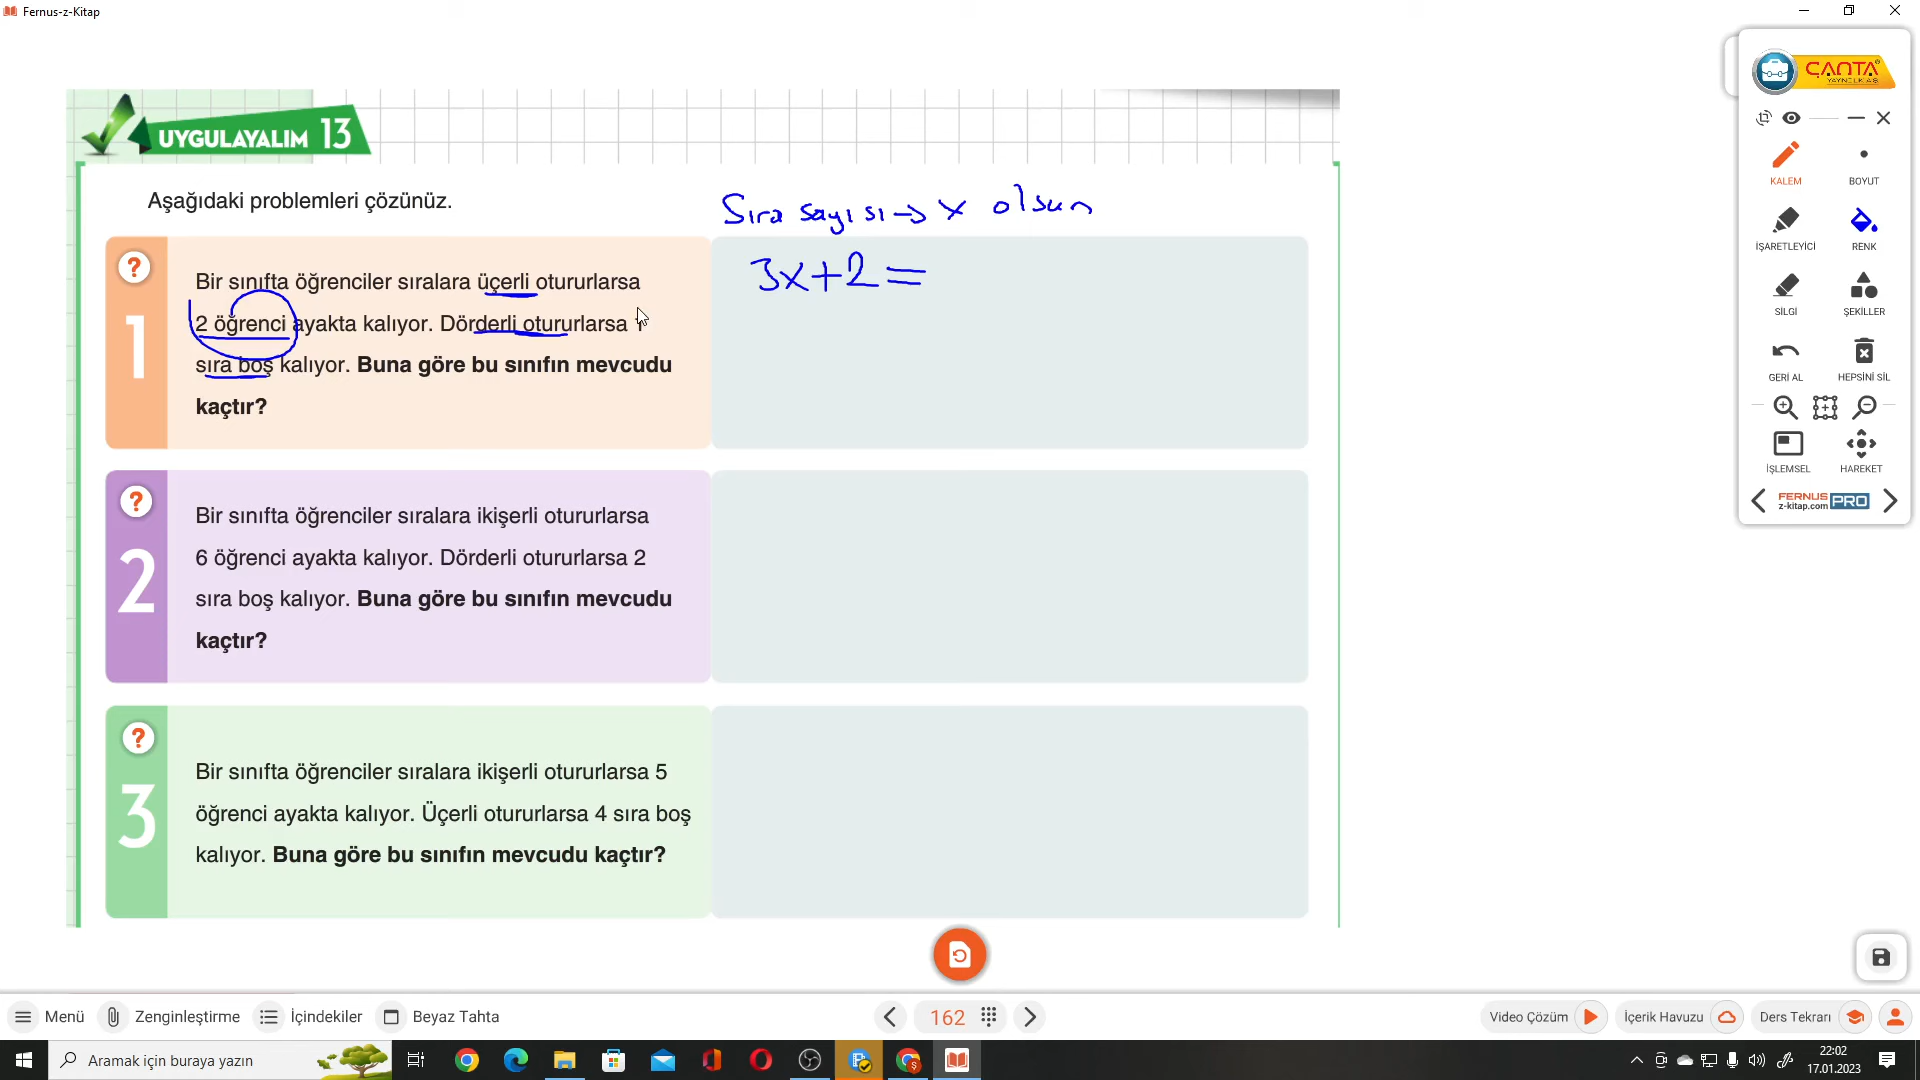 Fernus-z-Kitap
UYGULAYALIM 13
Aşağıdaki problemleri çözünüz.
Sıra sayısı → x olsun
1
Bir sınıfta öğrenciler sıralara üçerli otururlarsa
2 öğrenci ayakta kalıyor. Dörderli otururlarsa 1
sıra boş kalıyor. Buna göre bu sınıfın mevcudu
kaçtır?
3x+2=
2
Bir sınıfta öğrenciler sıralara ikişerli otururlarsa
6 öğrenci ayakta kalıyor. Dörderli otururlarsa 2
sıra boş kalıyor. Buna göre bu sınıfın mevcudu
kaçtır?
3
Bir sınıfta öğrenciler sıralara ikişerli otururlarsa 5
öğrenci ayakta kalıyor. Üçerli otururlarsa 4 sıra boş
kalıyor. Buna göre bu sınıfın mevcudu kaçtır?
ÇANTA
YAYINCILIK A.Ş.
KALEM BOYUT
İŞARETLEYİCİ RENK
SİLGİ ŞEKİLLER
GERİ AL HEPSİNİ SİL
İŞLEMSEL HAREKET
FERNUS
z-kitap.com PRO
Menü Zenginleştirme İçindekiler Beyaz Tahta 162 Video Çözüm İçerik Havuzu Ders Tekrarı
Aramak için buraya yazın
22:02
17.01.2023